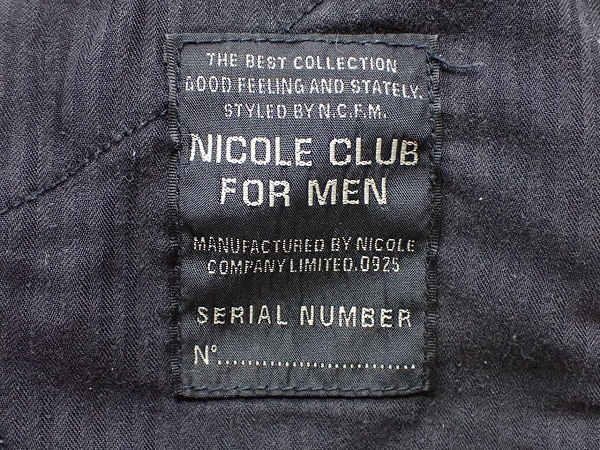 THE BEST COLLECTION
GOOD FEELING AND STATELY.
STYLED BY N.C.F.M.
NICOLE CLUB
FOR MEN
MANUFACTURED BY NICOLE
COMPANY LIMITED.0925
SERIAL NUMBER
N°..............................